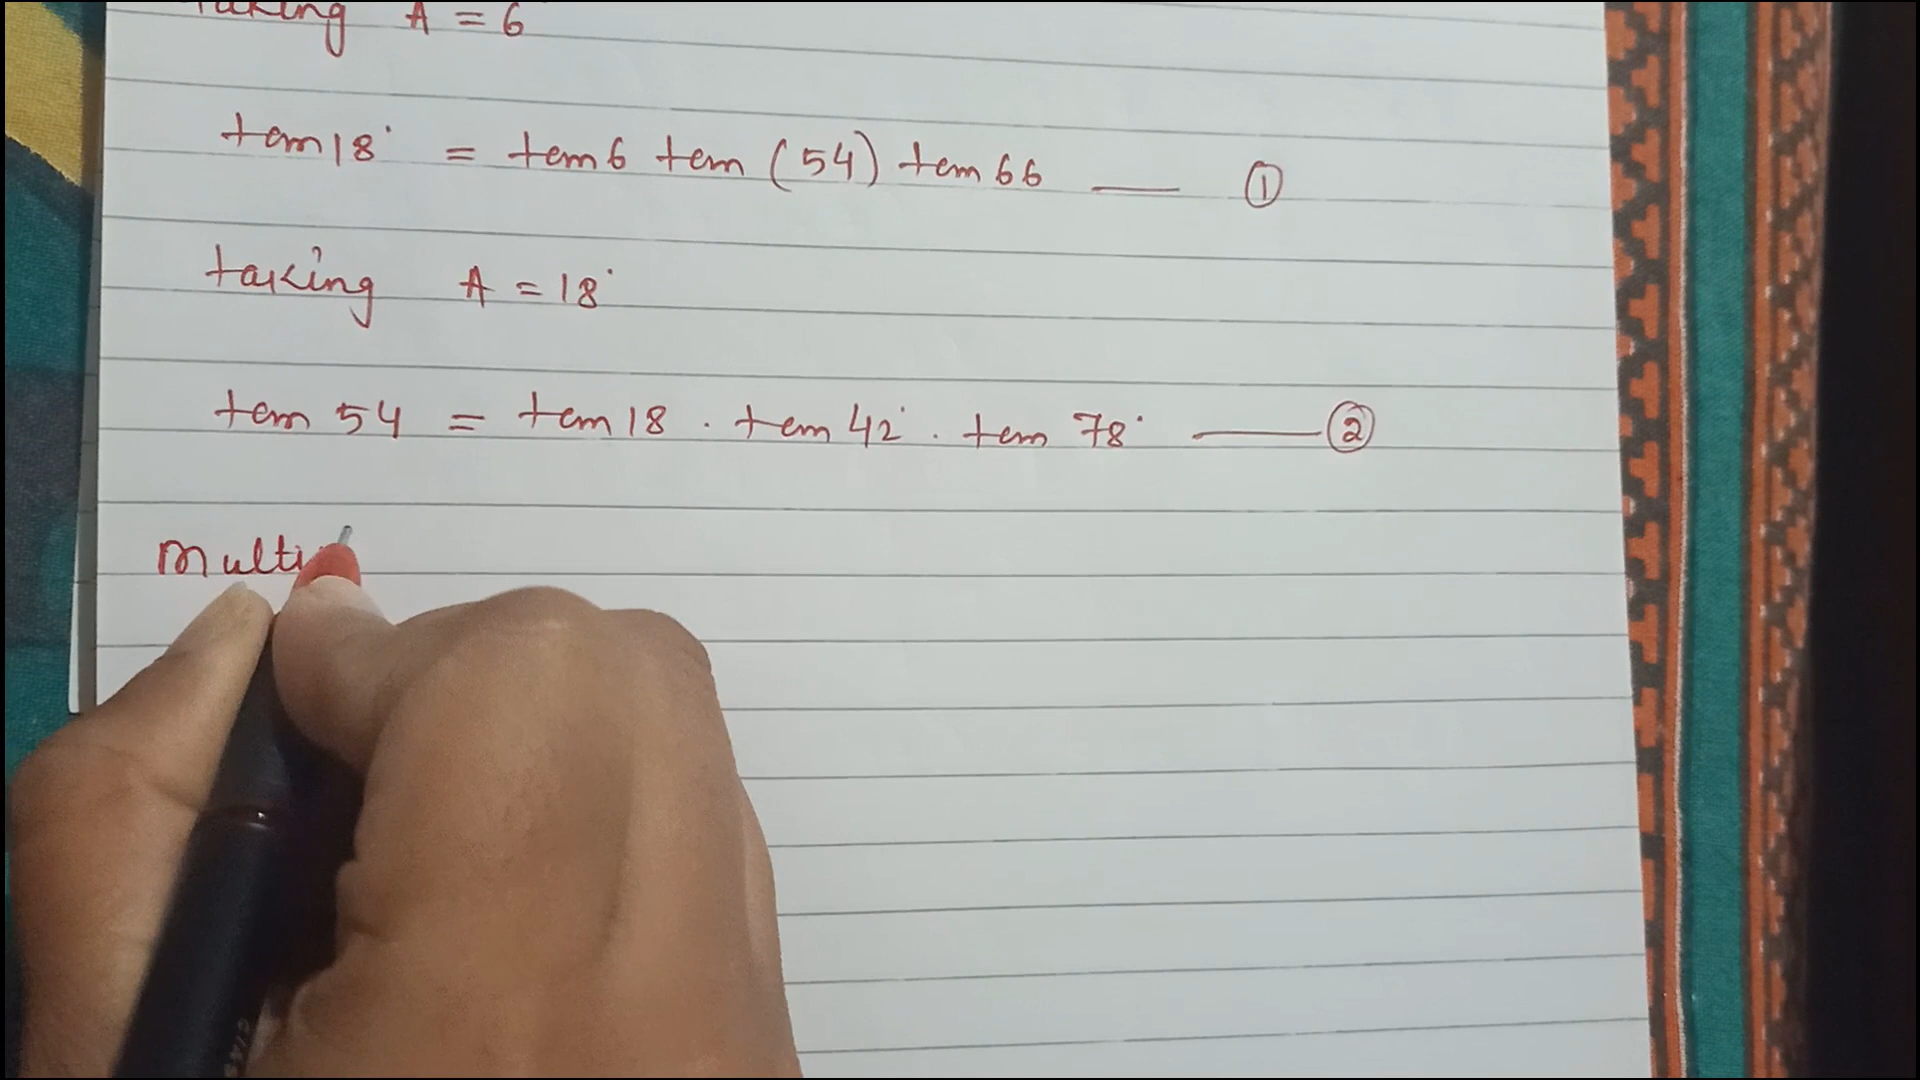 taking A = 6
tan 18° = tan 6 tan (54) tan 66 —— ①
taking A = 18°
tan 54 = tan 18 . tan 42° . tan 78° —— ②
Multi